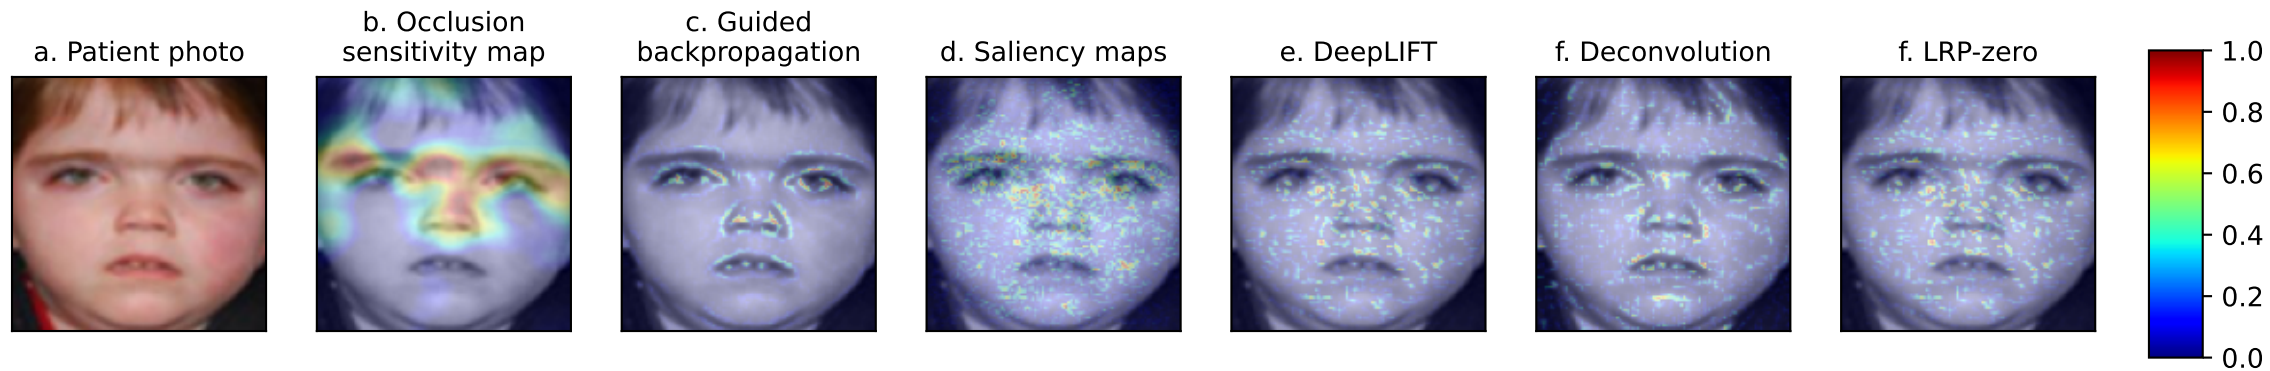 a. Patient photo
b. Occlusion
sensitivity map
c. Guided
backpropagation
d. Saliency maps
e. DeepLIFT
f. Deconvolution
f. LRP-zero
1.0
0.8
0.6
0.4
0.2
0.0